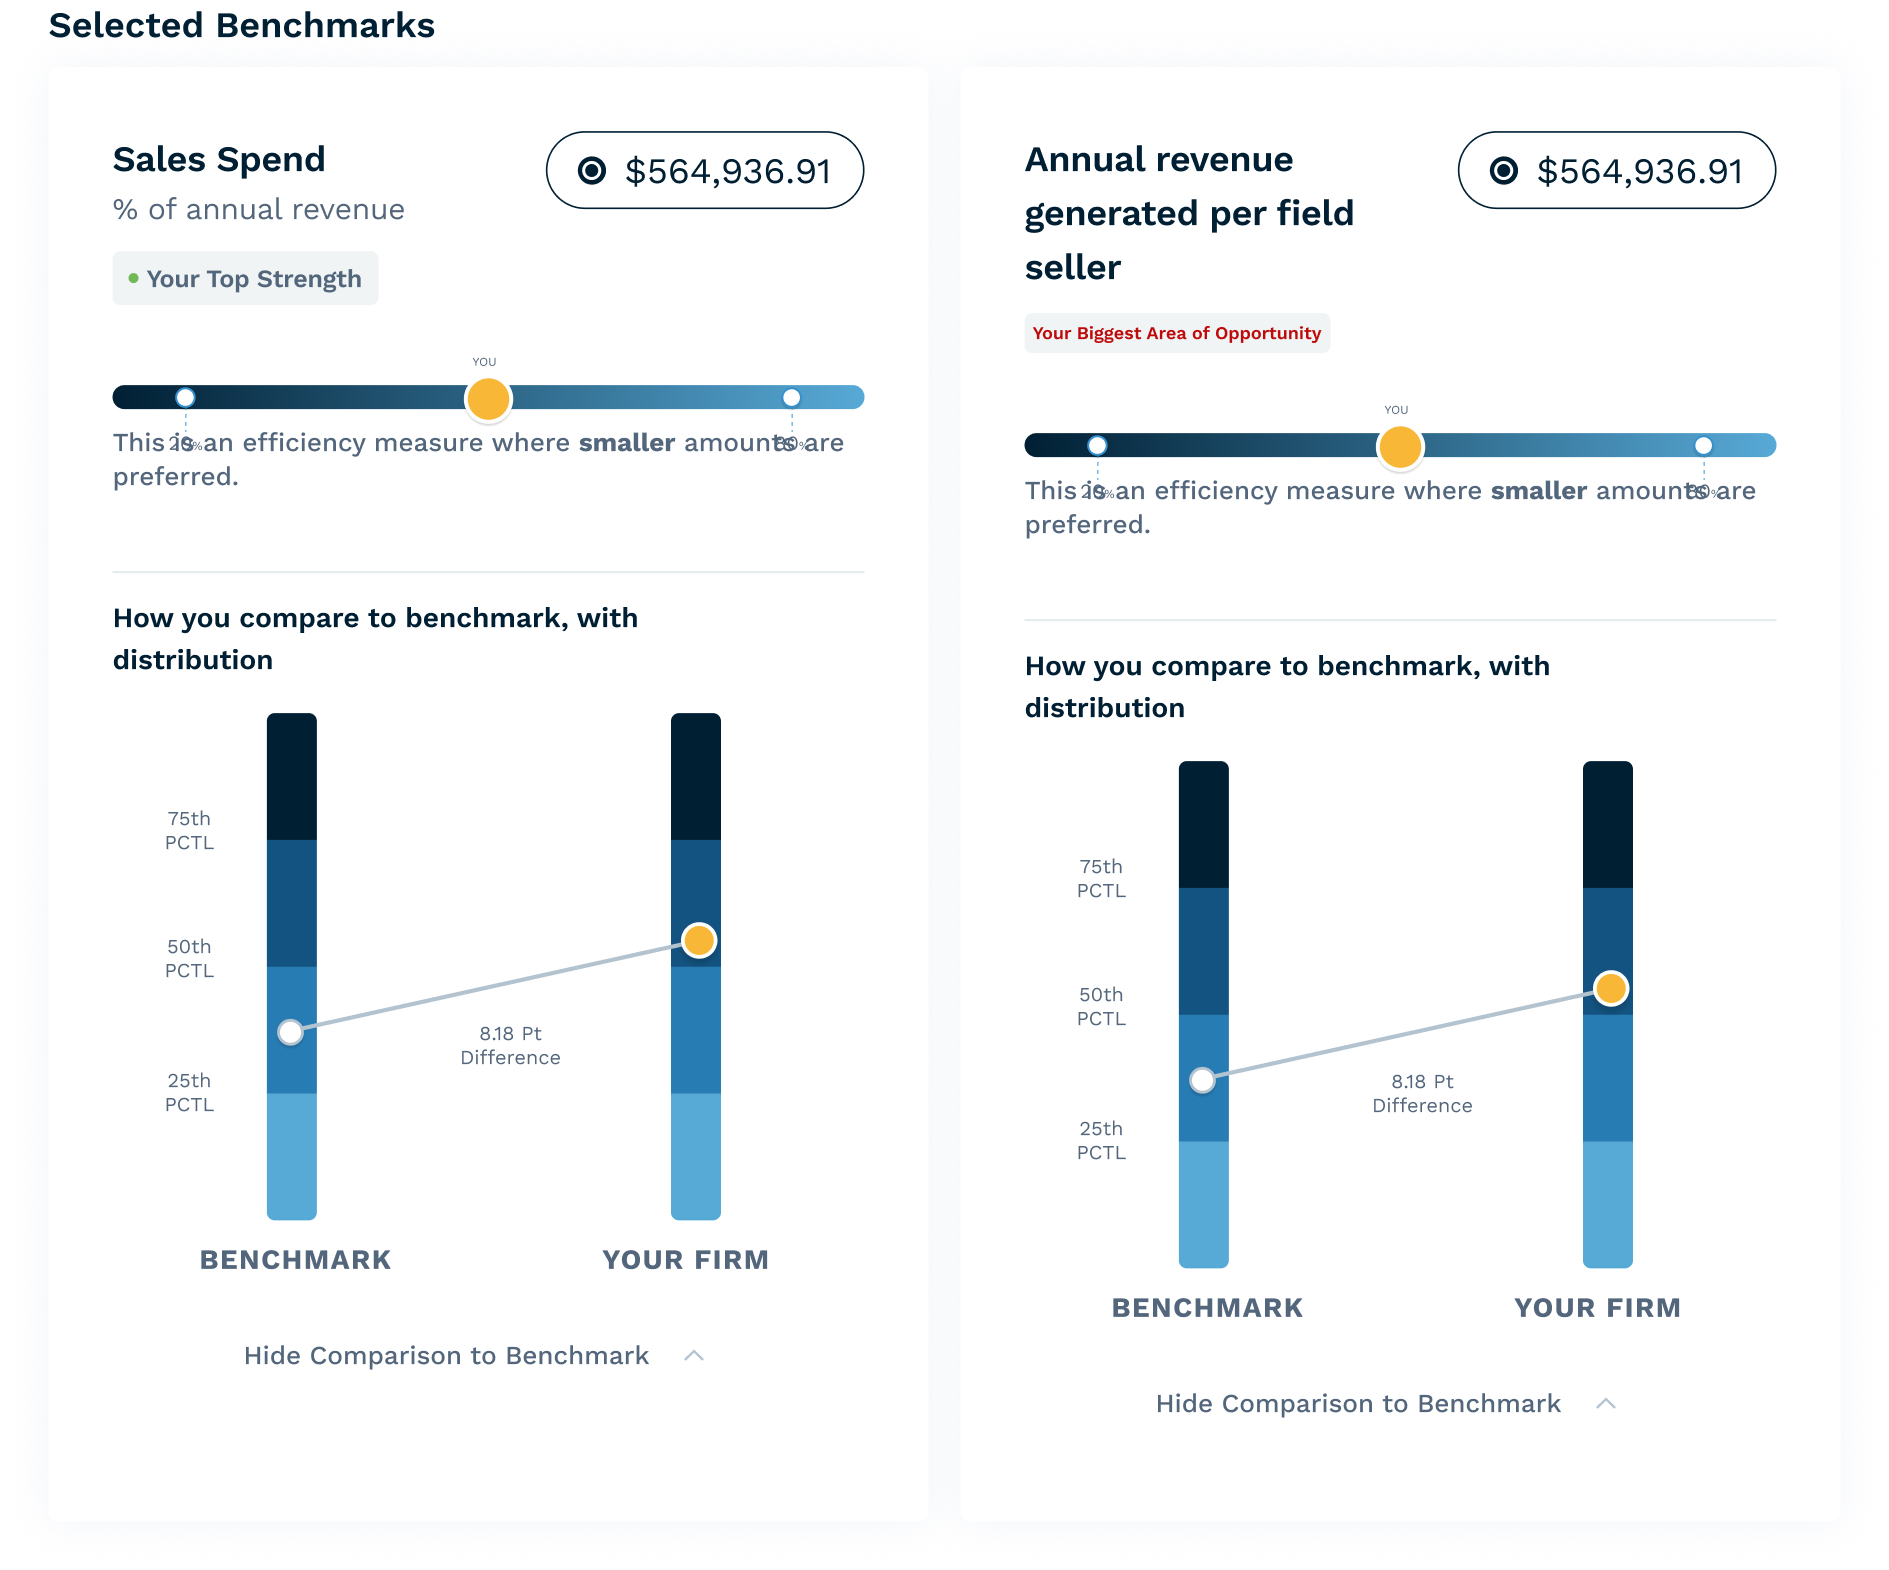 Selected Benchmarks
Sales Spend
% of annual revenue
$564,936.91
Your Top Strength
YOU
20%
80%
This is an efficiency measure where smaller amounts are
preferred.
How you compare to benchmark, with
distribution
75th
PCTL
50th
PCTL
25th
PCTL
8.18 Pt
Difference
BENCHMARK
YOUR FIRM
Hide Comparison to Benchmark
Annual revenue
generated per field
seller
$564,936.91
Your Biggest Area of Opportunity
YOU
20%
80%
This is an efficiency measure where smaller amounts are
preferred.
How you compare to benchmark, with
distribution
75th
PCTL
50th
PCTL
25th
PCTL
8.18 Pt
Difference
BENCHMARK
YOUR FIRM
Hide Comparison to Benchmark